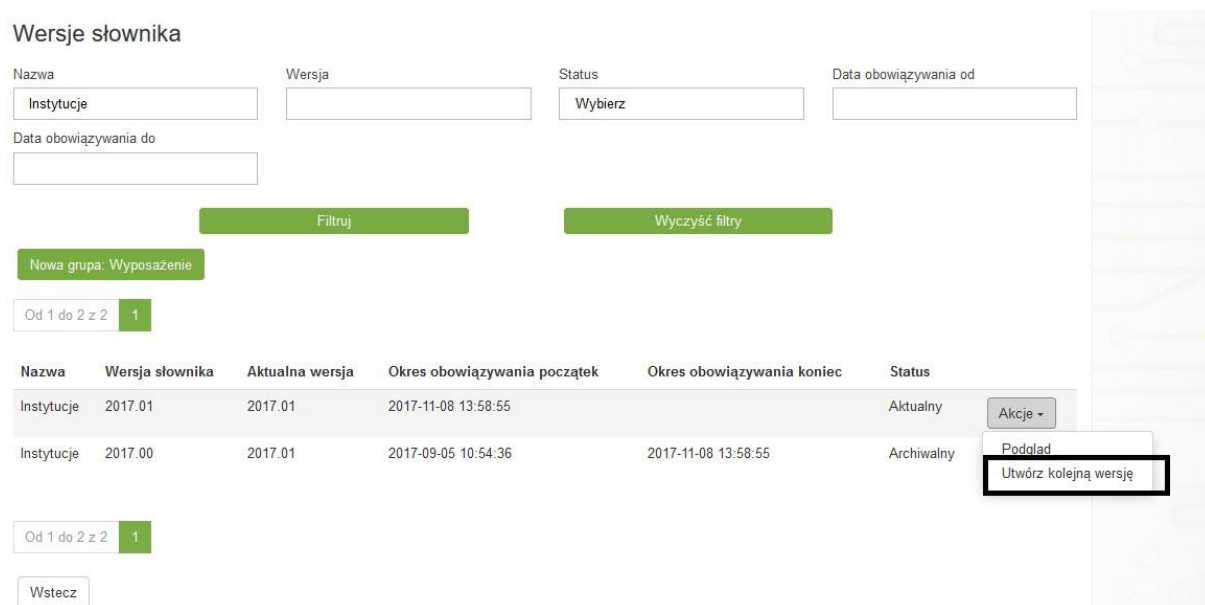 Wersje słownika
Nazwa Wersja Status Data obowiązywania od
Instytucje Wybierz
Data obowiązywania do
Filtruj Wyczyść filtry
Nowa grupa: Wyposażenie
Od 1 do 2 z 2 1
Nazwa Wersja słownika Aktualna wersja Okres obowiązywania początek Okres obowiązywania koniec Status
Instytucje 2017.01 2017.01 2017-11-08 13:58:55 Aktualny Akcje
Instytucje 2017.00 2017.01 2017-09-05 10:54:36 2017-11-08 13:58:55 Archiwalny Podgląd
Utwórz kolejną wersję
Od 1 do 2 z 2 1
Wstecz